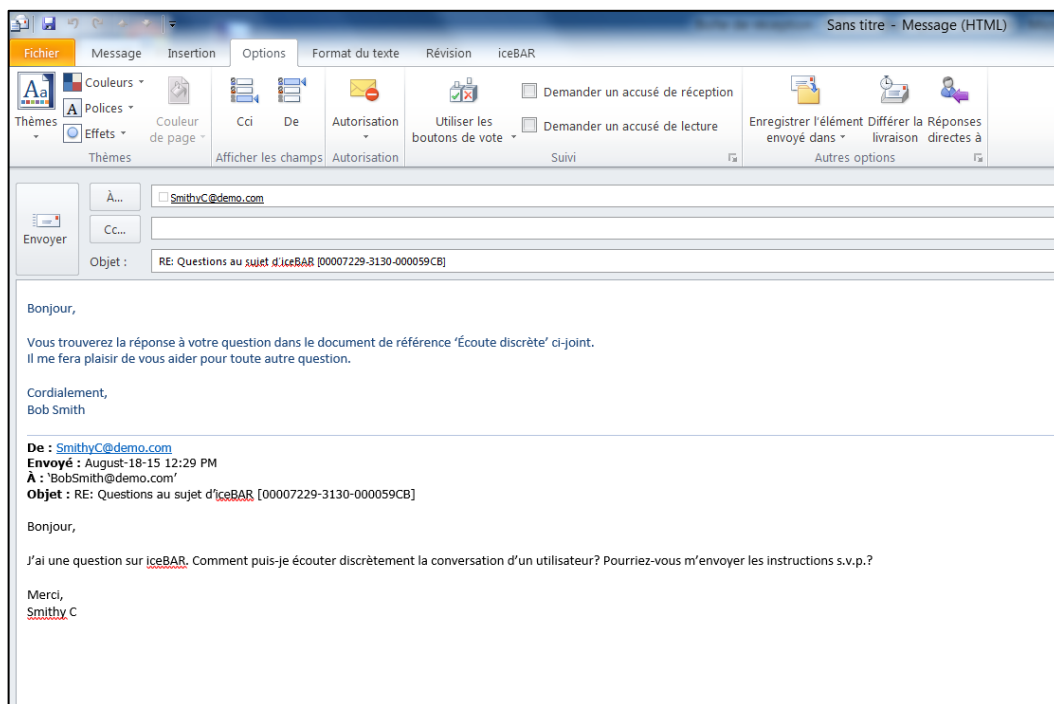 Sans titre - Message (HTML)
Fichier Message Insertion Options Format du texte Révision iceBAR
Aa Couleurs Demander un accusé de réception
A Polices
Thèmes Couleur de page Cci De Autorisation Utiliser les boutons de vote Enregistrer l'élément envoyé dans Différer la livraison Réponses directes à
Effets Demander un accusé de lecture
Thèmes Afficher les champs Autorisation Suivi Autres options
Envoyer
À... SmithyC@demo.com
Cc...
Objet : RE: Questions au sujet d'iceBAR [00007229-3130-000059CB]
Bonjour,
Vous trouverez la réponse à votre question dans le document de référence ‘Écoute discrète’ ci-joint.
Il me fera plaisir de vous aider pour toute autre question.
Cordialement,
Bob Smith
De : SmithyC@demo.com
Envoyé : August-18-15 12:29 PM
À : ‘BobSmith@demo.com’
Objet : RE: Questions au sujet d’iceBAR [00007229-3130-000059CB]
Bonjour,
J’ai une question sur iceBAR. Comment puis-je écouter discrètement la conversation d’un utilisateur? Pourriez-vous m’envoyer les instructions s.v.p.?
Merci,
Smithy C